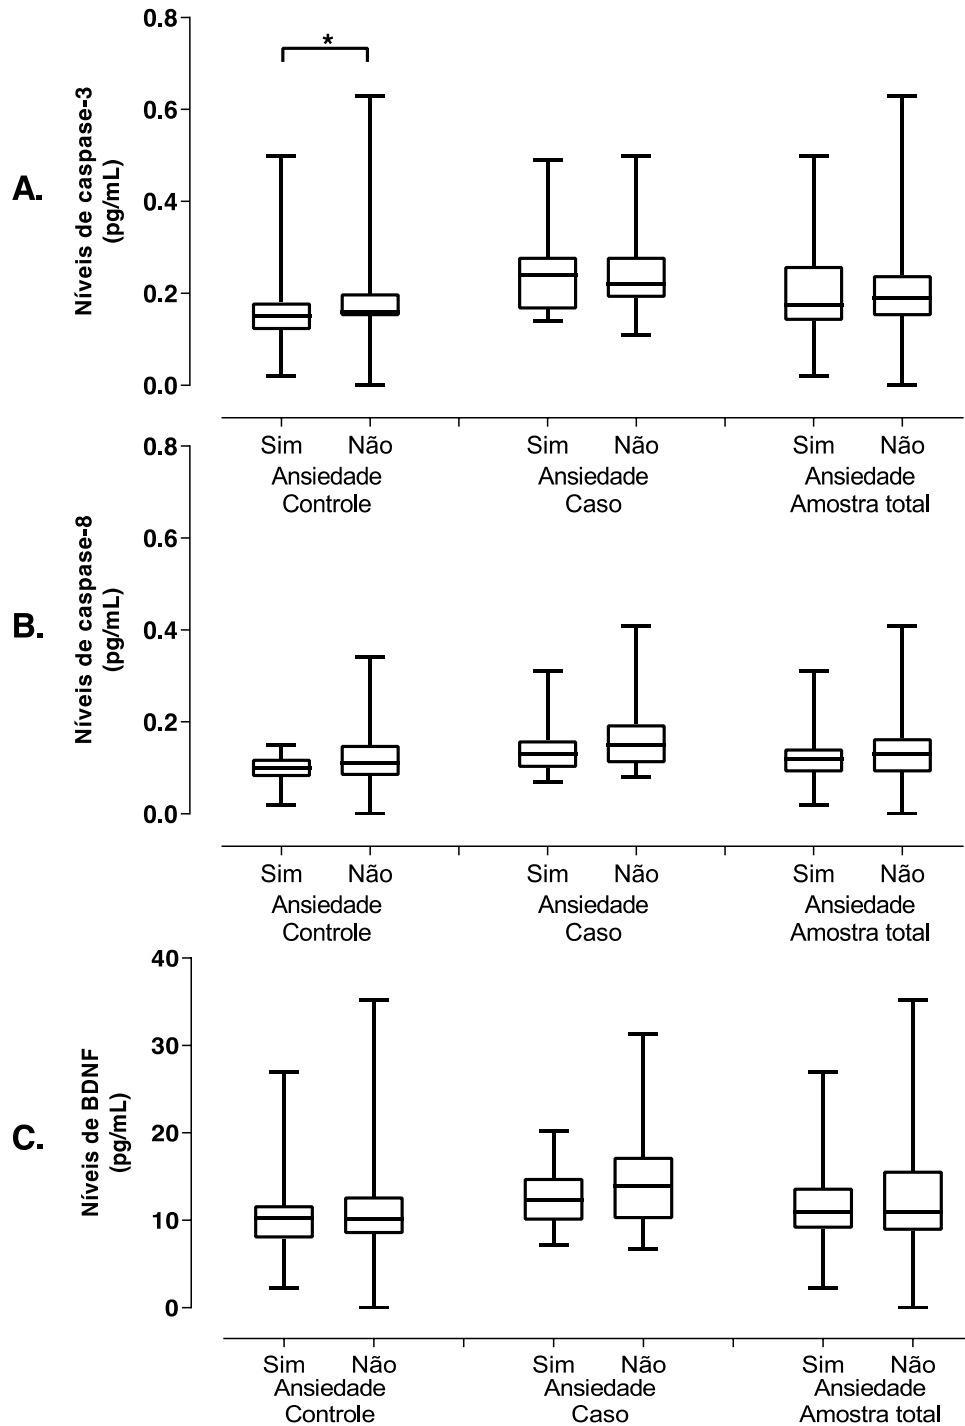 A.
Níveis de caspase-3
(pg/mL)
0.8
0.6
0.4
0.2
0.0
*
Sim Não Sim Não Sim Não
Ansiedade Ansiedade Ansiedade
Controle Caso Amostra total
B.
Níveis de caspase-8
(pg/mL)
0.8
0.6
0.4
0.2
0.0
Sim Não Sim Não Sim Não
Ansiedade Ansiedade Ansiedade
Controle Caso Amostra total
C.
Níveis de BDNF
(pg/mL)
40
30
20
10
0
Sim Não Sim Não Sim Não
Ansiedade Ansiedade Ansiedade
Controle Caso Amostra total